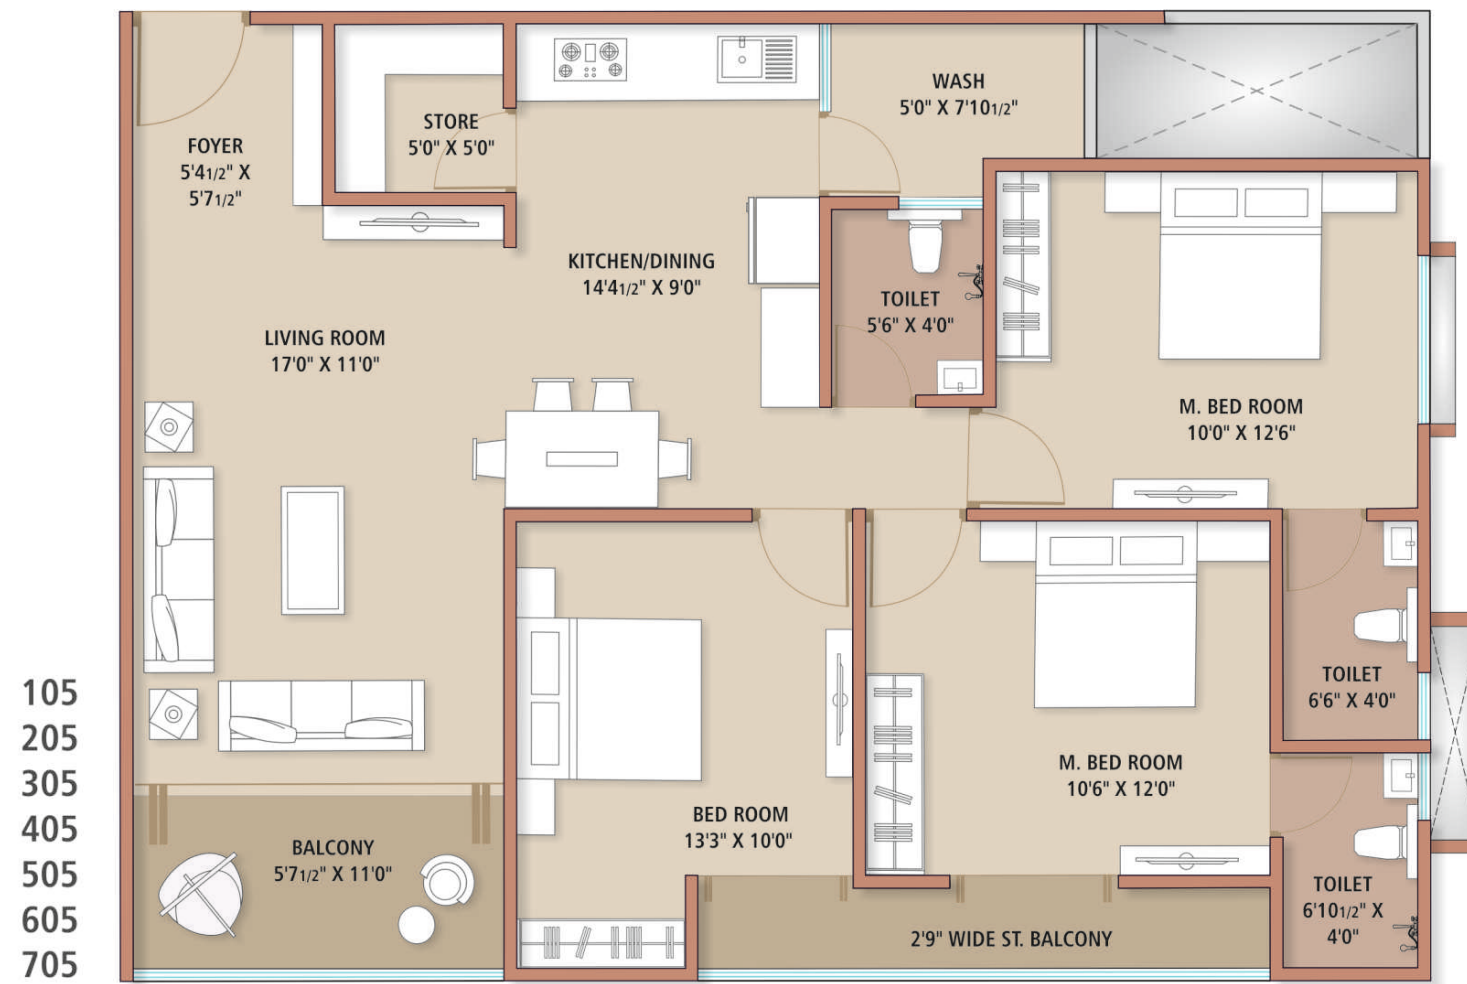 FOYER
5'41/2" X
5'71/2"
STORE
5'0" X 5'0"
WASH
5'0" X 7'101/2"
KITCHEN/DINING
14'41/2" X 9'0"
TOILET
5'6" X 4'0"
LIVING ROOM
17'0" X 11'0"
M. BED ROOM
10'0" X 12'6"
TOILET
6'6" X 4'0"
M. BED ROOM
10'6" X 12'0"
BED ROOM
13'3" X 10'0"
BALCONY
5'71/2" X 11'0"
TOILET
6'101/2" X
4'0"
2'9" WIDE ST. BALCONY
105
205
305
405
505
605
705